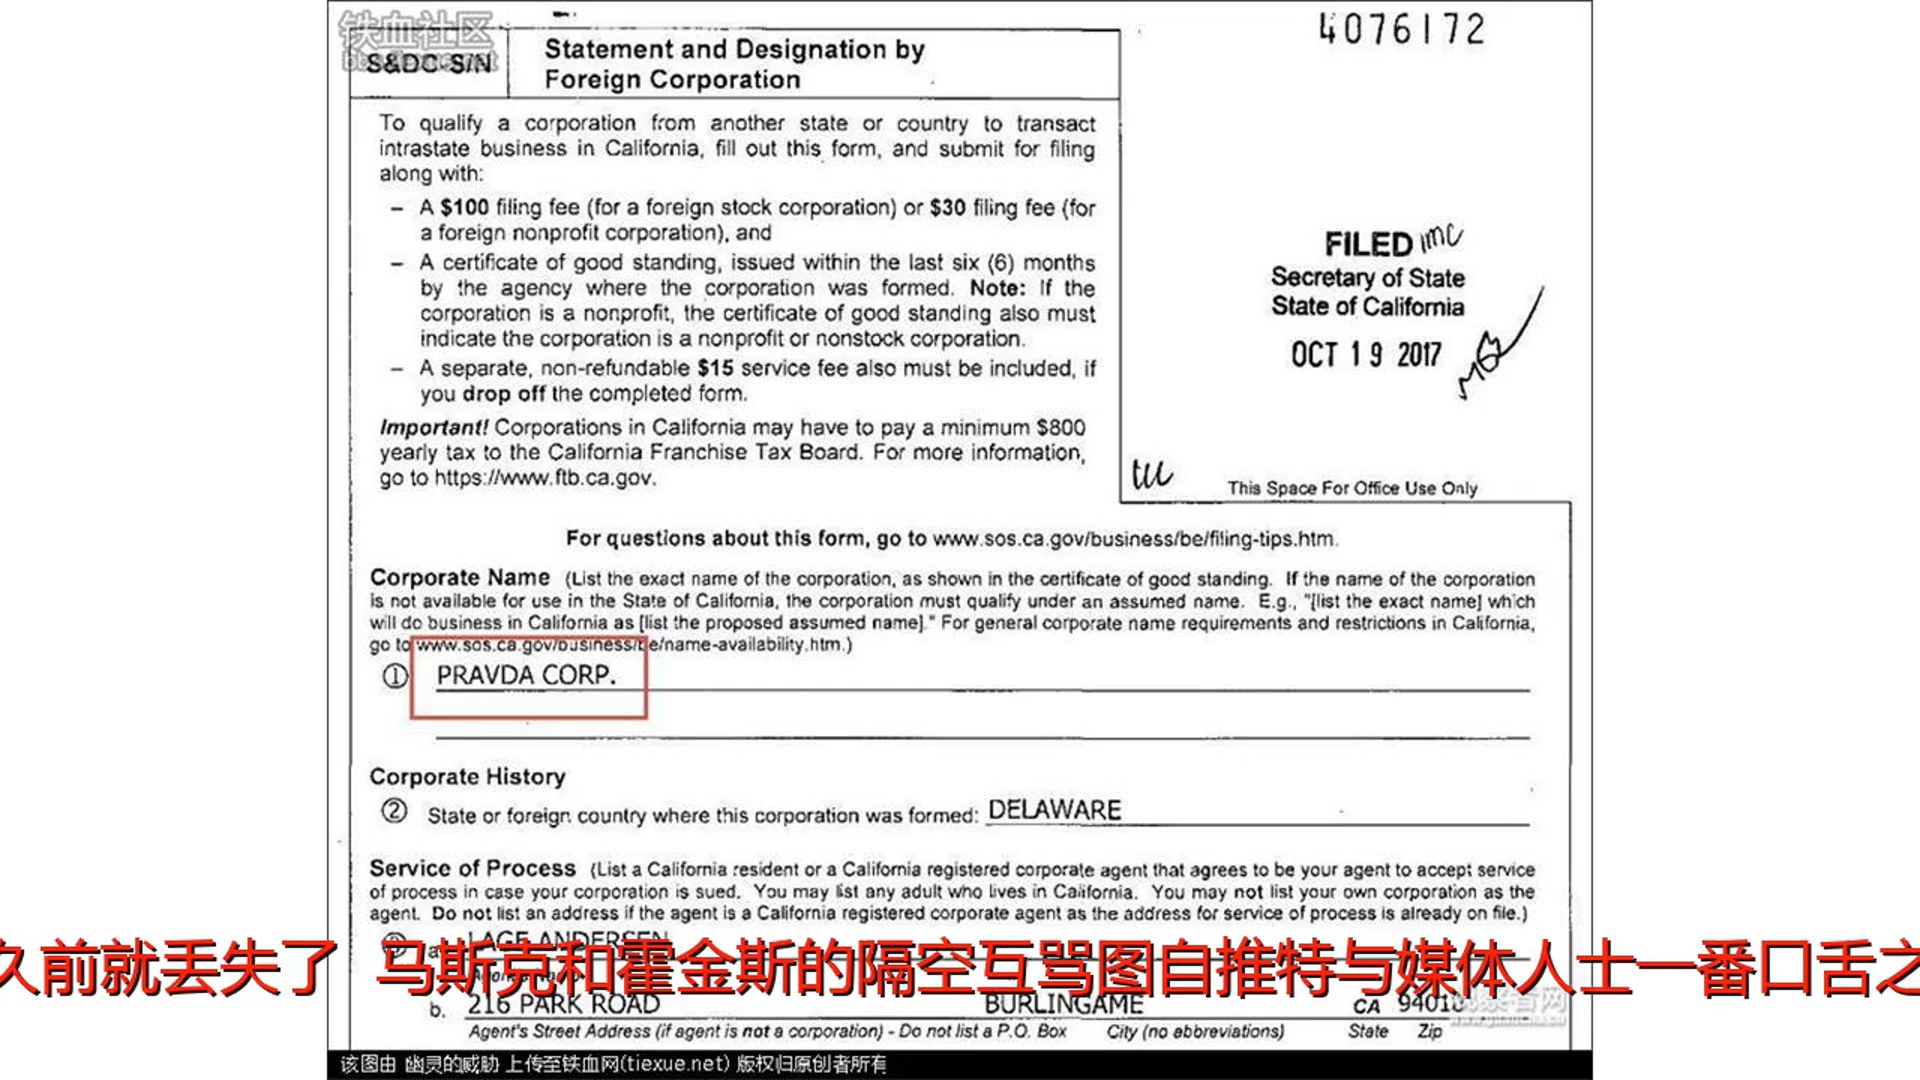 铁血社区
S&DC-S/N
Statement and Designation by
Foreign Corporation
4076172
To qualify a corporation from another state or country to transact
intrastate business in California, fill out this form, and submit for filing
along with:
– A $100 filing fee (for a foreign stock corporation) or $30 filing fee (for
a foreign nonprofit corporation), and
– A certificate of good standing, issued within the last six (6) months
by the agency where the corporation was formed. Note: If the
corporation is a nonprofit, the certificate of good standing also must
indicate the corporation is a nonprofit or nonstock corporation.
– A separate, non-refundable $15 service fee also must be included, if
you drop off the completed form.
Important! Corporations in California may have to pay a minimum $800
yearly tax to the California Franchise Tax Board. For more information,
go to https://www.ftb.ca.gov.
FILED
Secretary of State
State of California
OCT 19 2017
This Space For Office Use Only
For questions about this form, go to www.sos.ca.gov/business/be/filing-tips.htm.
Corporate Name (List the exact name of the corporation, as shown in the certificate of good standing. If the name of the corporation
is not available for use in the State of California, the corporation must qualify under an assumed name. E.g., "[list the exact name] which
will do business in California as [list the proposed assumed name]." For general corporate name requirements and restrictions in California,
go to www.sos.ca.gov/business/be/name-availability.htm.)
① PRAVDA CORP.
Corporate History
② State or foreign country where this corporation was formed: DELAWARE
Service of Process (List a California resident or a California registered corporate agent that agrees to be your agent to accept service
of process in case your corporation is sued. You may list any adult who lives in California. You may not list your own corporation as the
agent. Do not list an address if the agent is a California registered corporate agent as the address for service of process is already on file.)
a. LAGE ANDERSEN
久前就丢失了 马斯克和霍金斯的隔空互骂图自推特与媒体人士一番口舌之
b. 216 PARK ROAD BURLINGAME CA 94010
Agent's Street Address (if agent is not a corporation) - Do not list a P.O. Box City (no abbreviations) State Zip
该图由 幽灵的威胁 上传至铁血网(tiexue.net) 版权归原创者所有